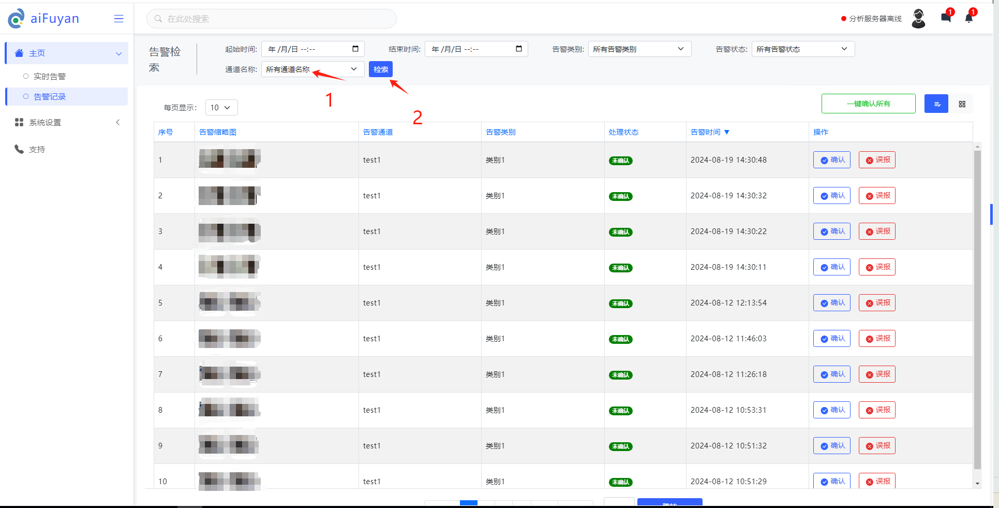 aiFuyan
在此处搜索
分析服务器离线
1
1
主页
实时告警
告警记录
系统设置
支持
告警检索
起始时间: 年/月/日 --:--
结束时间: 年/月/日 --:--
告警类别: 所有告警类别
告警状态: 所有告警状态
通道名称: 所有通道名称
检索
1
2
每页显示: 10
一键确认所有
序号 告警缩略图 告警通道 告警类别 处理状态 告警时间 ▼ 操作
1 test1 类别1 未确认 2024-08-19 14:30:48 确认 误报
2 test1 类别1 未确认 2024-08-19 14:30:32 确认 误报
3 test1 类别1 未确认 2024-08-19 14:30:22 确认 误报
4 test1 类别1 未确认 2024-08-19 14:30:11 确认 误报
5 test1 类别1 未确认 2024-08-12 12:13:54 确认 误报
6 test1 类别1 未确认 2024-08-12 11:46:03 确认 误报
7 test1 类别1 未确认 2024-08-12 11:26:18 确认 误报
8 test1 类别1 未确认 2024-08-12 10:53:31 确认 误报
9 test1 类别1 未确认 2024-08-12 10:51:32 确认 误报
10 test1 类别1 未确认 2024-08-12 10:51:29 确认 误报